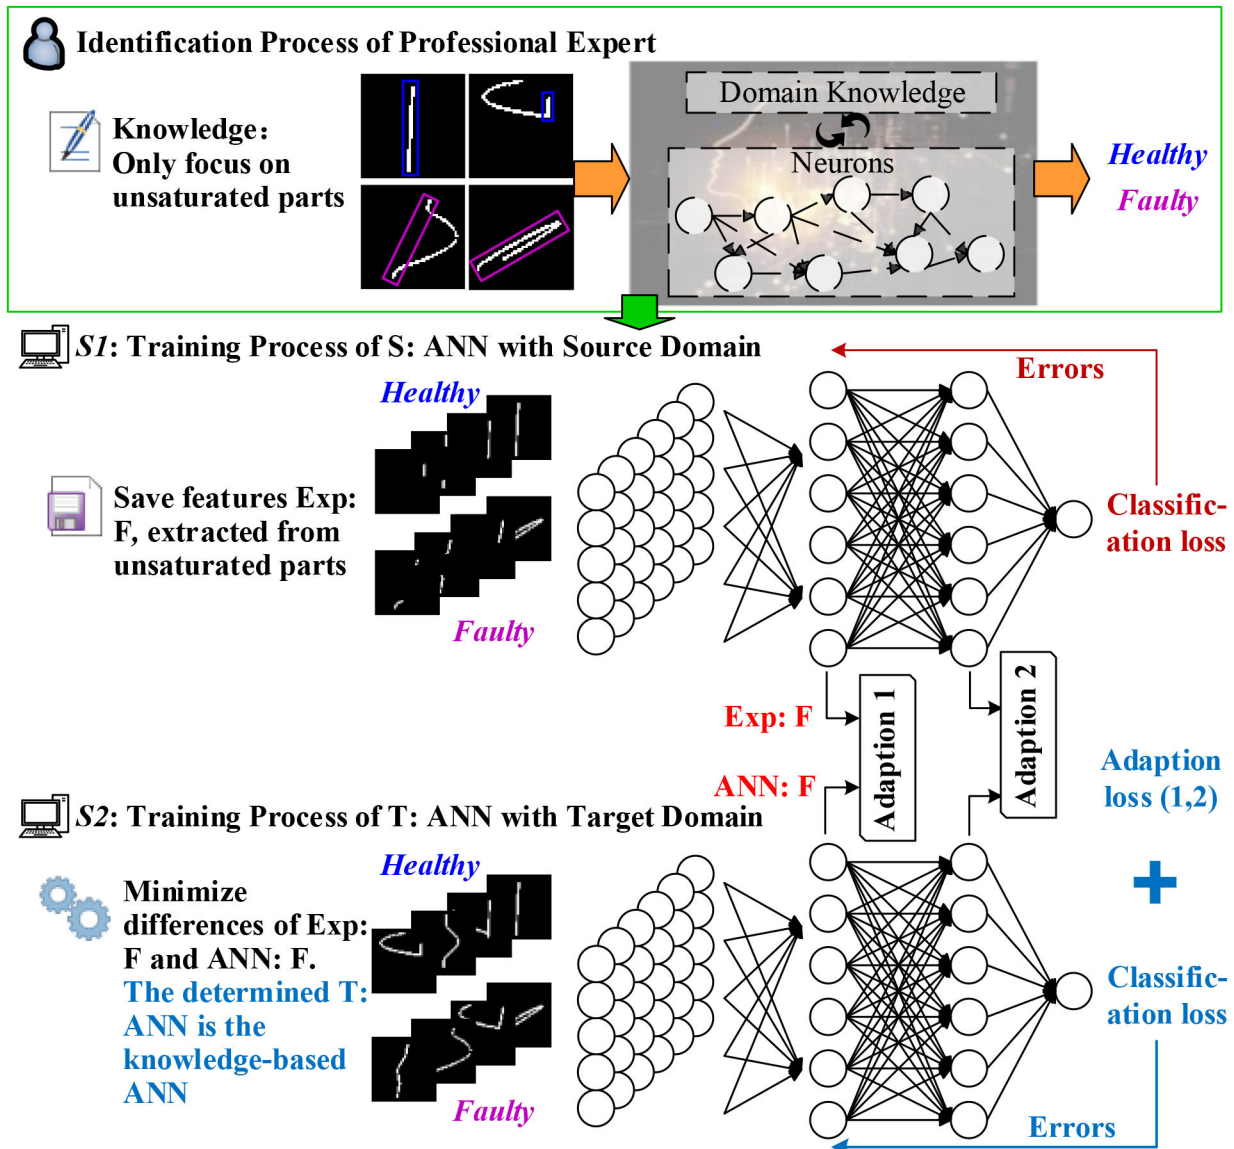 Identification Process of Professional Expert
Knowledge:
Only focus on
unsaturated parts
Domain Knowledge
Neurons
Healthy
Faulty
S1: Training Process of S: ANN with Source Domain
Errors
Healthy
Save features Exp:
F, extracted from
unsaturated parts
Faulty
Classific-
ation loss
Exp: F
ANN: F
Adaption 1
Adaption 2
Adaption
loss (1,2)
S2: Training Process of T: ANN with Target Domain
Healthy
Minimize
differences of Exp:
F and ANN: F.
The determined T:
ANN is the
knowledge-based
ANN
Faulty
+
Classific-
ation loss
Errors